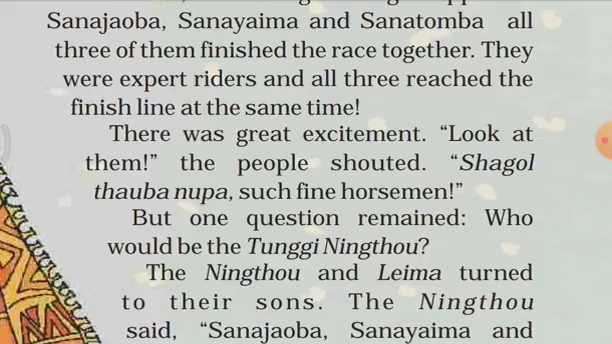 Sanajaoba, Sanayaima and Sanatomba all
three of them finished the race together. They
were expert riders and all three reached the
finish line at the same time!
There was great excitement. “Look at
them!” the people shouted. “Shagol
thauba nupa, such fine horsemen!”
But one question remained: Who
would be the Tunggi Ningthou?
The Ningthou and Leima turned
to their sons. The Ningthou
said, “Sanajaoba, Sanayaima and